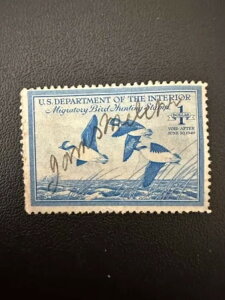 U.S. DEPARTMENT OF THE INTERIOR
Migratory Bird Hunting Stamp
$1
VOID AFTER
JUNE 30, 1949